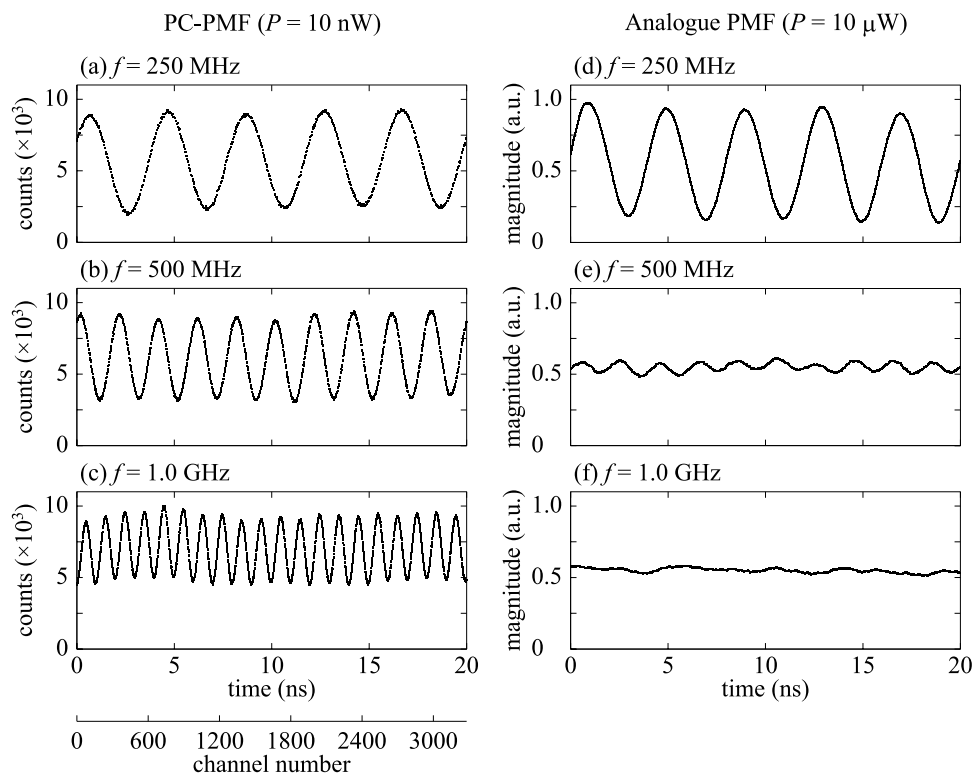 PC-PMF (P = 10 nW)
(a) f = 250 MHz
10
5
0
counts (×10³)
(b) f = 500 MHz
10
5
0
counts (×10³)
(c) f = 1.0 GHz
10
5
0
counts (×10³)
0 5 10 15 20
time (ns)
0 600 1200 1800 2400 3000
channel number
Analogue PMF (P = 10 μW)
(d) f = 250 MHz
1.0
0.5
0
magnitude (a.u.)
(e) f = 500 MHz
1.0
0.5
0
magnitude (a.u.)
(f) f = 1.0 GHz
1.0
0.5
0
magnitude (a.u.)
0 5 10 15 20
time (ns)